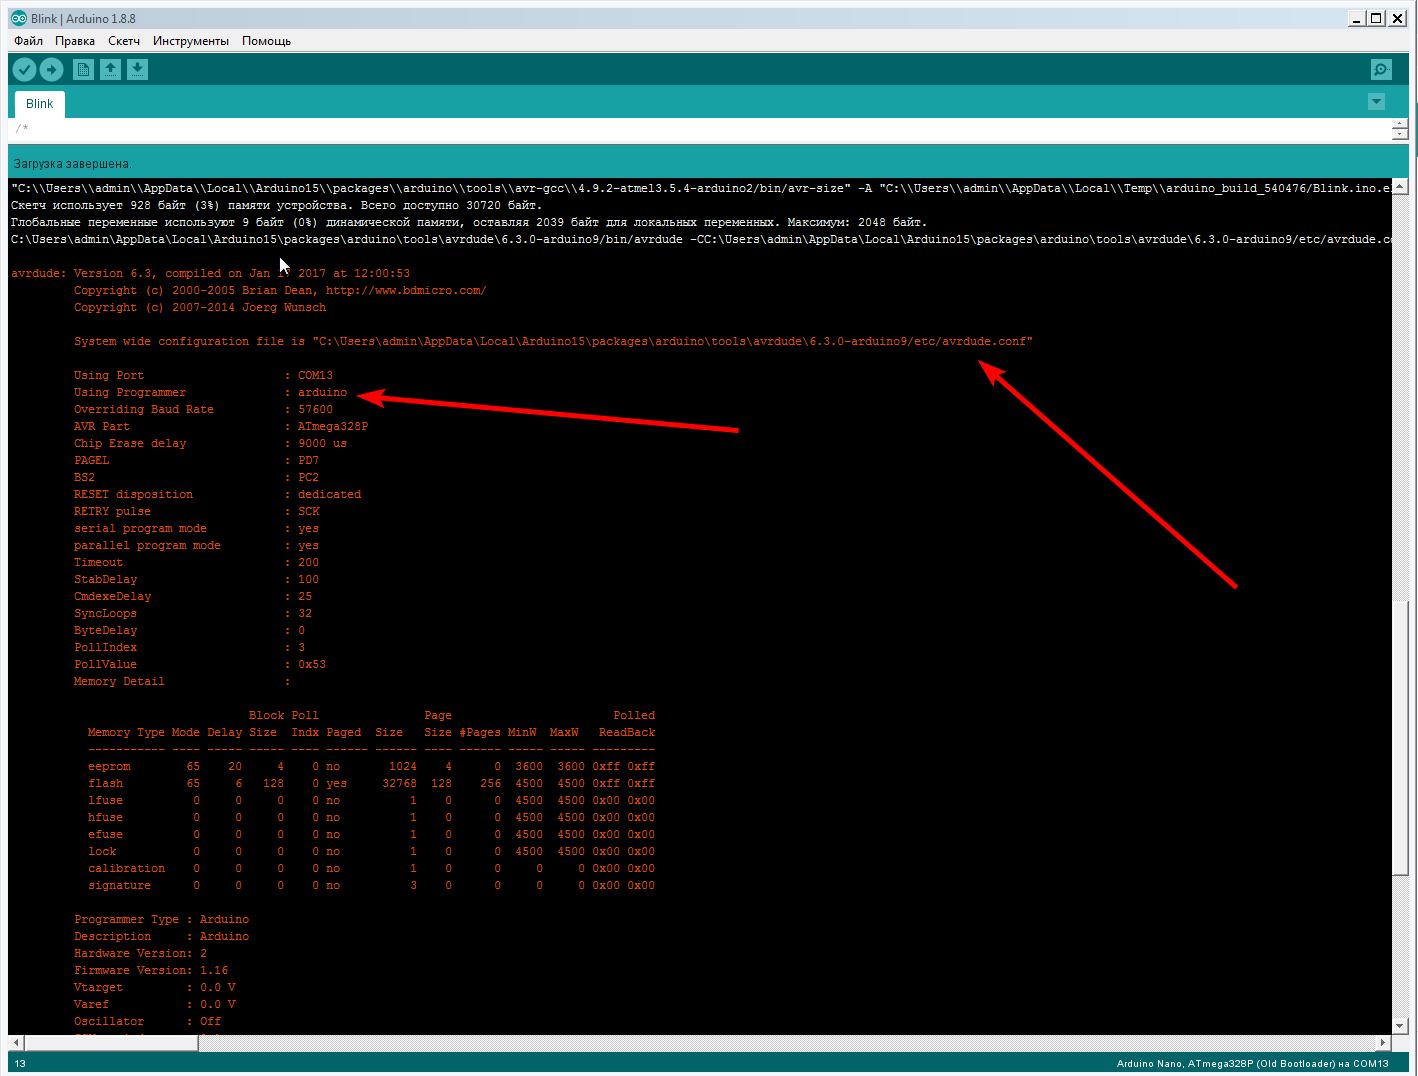 Blink | Arduino 1.8.8
Файл Правка Скетч Инструменты Помощь
Blink
/*
Загрузка завершена.
"C:\\Users\\admin\\AppData\\Local\\Arduino15\\packages\\arduino\\tools\\avr-gcc\\4.9.2-atmel3.5.4-arduino2/bin/avr-size" -A "C:\\Users\\admin\\AppData\\Local\\Temp\\arduino_build_540476/Blink.ino.e
Скетч использует 928 байт (3%) памяти устройства. Всего доступно 30720 байт.
Глобальные переменные используют 9 байт (0%) динамической памяти, оставляя 2039 байт для локальных переменных. Максимум: 2048 байт.
C:\Users\admin\AppData\Local\Arduino15\packages\arduino\tools\avrdude\6.3.0-arduino9/bin/avrdude -CC:\Users\admin\AppData\Local\Arduino15\packages\arduino\tools\avrdude\6.3.0-arduino9/etc/avrdude.co
avrdude: Version 6.3, compiled on Jan 2017 at 12:00:53
Copyright (c) 2000-2005 Brian Dean, http://www.bdmicro.com/
Copyright (c) 2007-2014 Joerg Wunsch
System wide configuration file is "C:\Users\admin\AppData\Local\Arduino15\packages\arduino\tools\avrdude\6.3.0-arduino9/etc/avrdude.conf"
Using Port : COM13
Using Programmer : arduino
Overriding Baud Rate : 57600
AVR Part : ATmega328P
Chip Erase delay : 9000 us
PAGEL : PD7
BS2 : PC2
RESET disposition : dedicated
RETRY pulse : SCK
serial program mode : yes
parallel program mode : yes
Timeout : 200
StabDelay : 100
CmdexeDelay : 25
SyncLoops : 32
ByteDelay : 0
PollIndex : 3
PollValue : 0x53
Memory Detail :
Block Poll Page Polled
Memory Type Mode Delay Size Indx Paged Size Size #Pages MinW MaxW ReadBack
----------- ---- ----- ----- ---- ------ ------ ---- ------ ----- ----- ---------
eeprom 65 20 4 0 no 1024 4 0 3600 3600 0xff 0xff
flash 65 6 128 0 yes 32768 128 256 4500 4500 0xff 0xff
lfuse 0 0 0 0 no 1 0 0 4500 4500 0x00 0x00
hfuse 0 0 0 0 no 1 0 0 4500 4500 0x00 0x00
efuse 0 0 0 0 no 1 0 0 4500 4500 0x00 0x00
lock 0 0 0 0 no 1 0 0 4500 4500 0x00 0x00
calibration 0 0 0 0 no 1 0 0 0 0 0x00 0x00
signature 0 0 0 0 no 3 0 0 0 0 0x00 0x00
Programmer Type : Arduino
Description : Arduino
Hardware Version: 2
Firmware Version: 1.16
Vtarget : 0.0 V
Varef : 0.0 V
Oscillator : Off
13
Arduino Nano, ATmega328P (Old Bootloader) на COM13